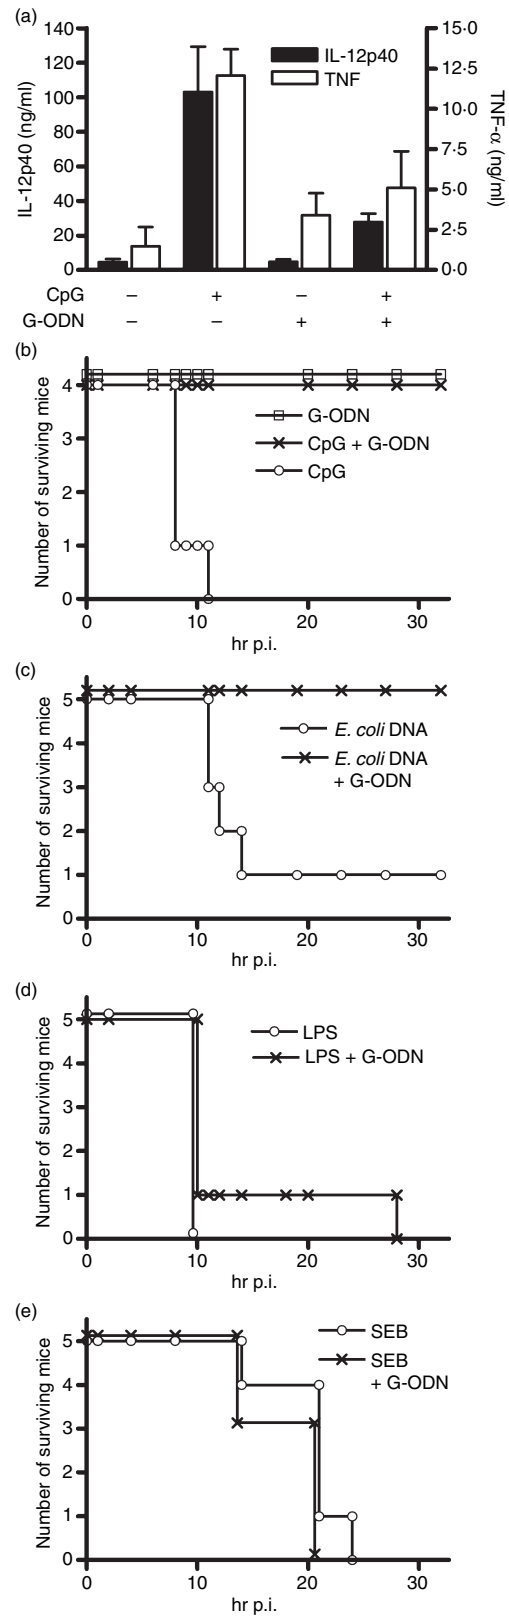 (a)
140
120
100
80
60
40
20
0
IL-12p40 (ng/ml)
15·0
12·5
10·0
7·5
5·0
2·5
0·0
TNF-α (ng/ml)
IL-12p40
TNF
CpG – + – +
G-ODN – – + +
(b)
4
3
2
1
0
Number of surviving mice
G-ODN
CpG + G-ODN
CpG
0 10 20 30
hr p.i.
(c)
5
4
3
2
1
0
Number of surviving mice
E. coli DNA
E. coli DNA
+ G-ODN
0 10 20 30
hr p.i.
(d)
5
4
3
2
1
0
Number of surviving mice
LPS
LPS + G-ODN
0 10 20 30
hr p.i.
(e)
5
4
3
2
1
0
Number of surviving mice
SEB
SEB
+ G-ODN
0 10 20 30
hr p.i.